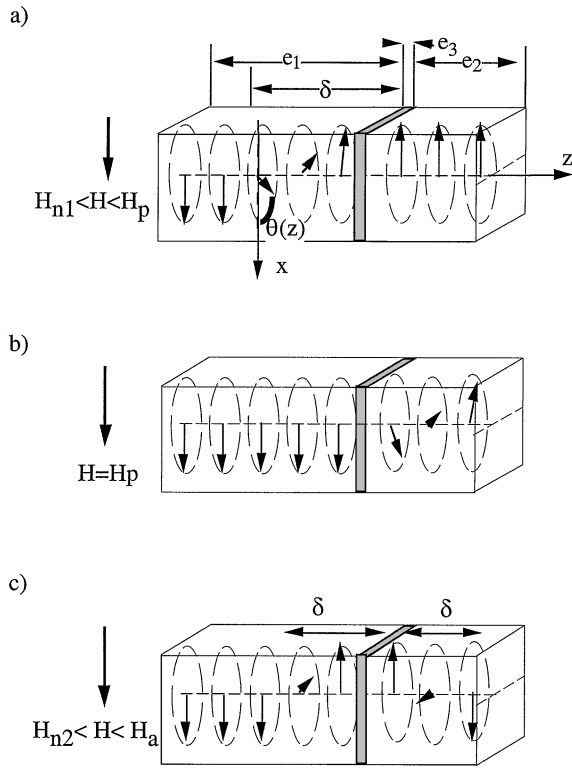 a)
e₃
e₁
e₂
δ
z
Hₙ₁<H<Hₚ
θ(z)
x
b)
H=Hp
c)
δ δ
Hₙ₂< H< Hₐ